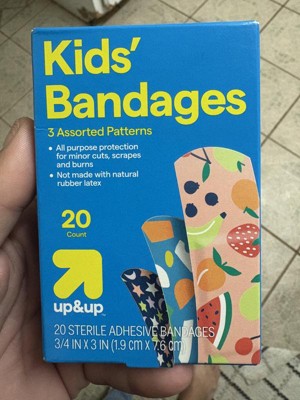 Kids'
Bandages
3 Assorted Patterns
• All purpose protection
for minor cuts, scrapes
and burns
• Not made with natural
rubber latex
20
Count
up&up™
20 STERILE ADHESIVE BANDAGES
3/4 IN X 3 IN (1.9 cm x 7.6 cm)